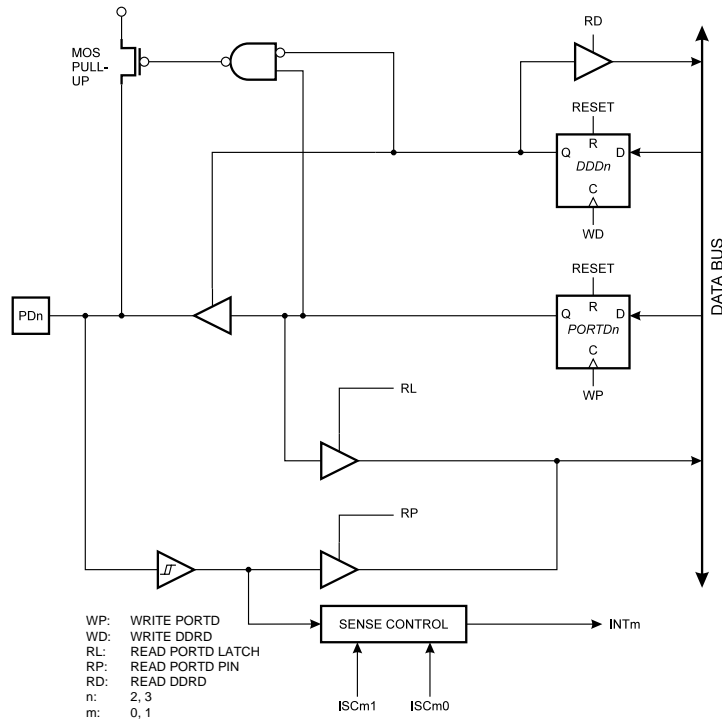 RD
MOS
PULL-
UP
RESET
R
Q
D
DDDn
C
WD
RESET
DATA BUS
R
PDn
Q
D
PORTDn
C
WP
RL
RP
WP: WRITE PORTD
WD: WRITE DDRD
RL: READ PORTD LATCH
RP: READ PORTD PIN
RD: READ DDRD
n: 2, 3
m: 0, 1
SENSE CONTROL
INTm
ISCm1
ISCm0